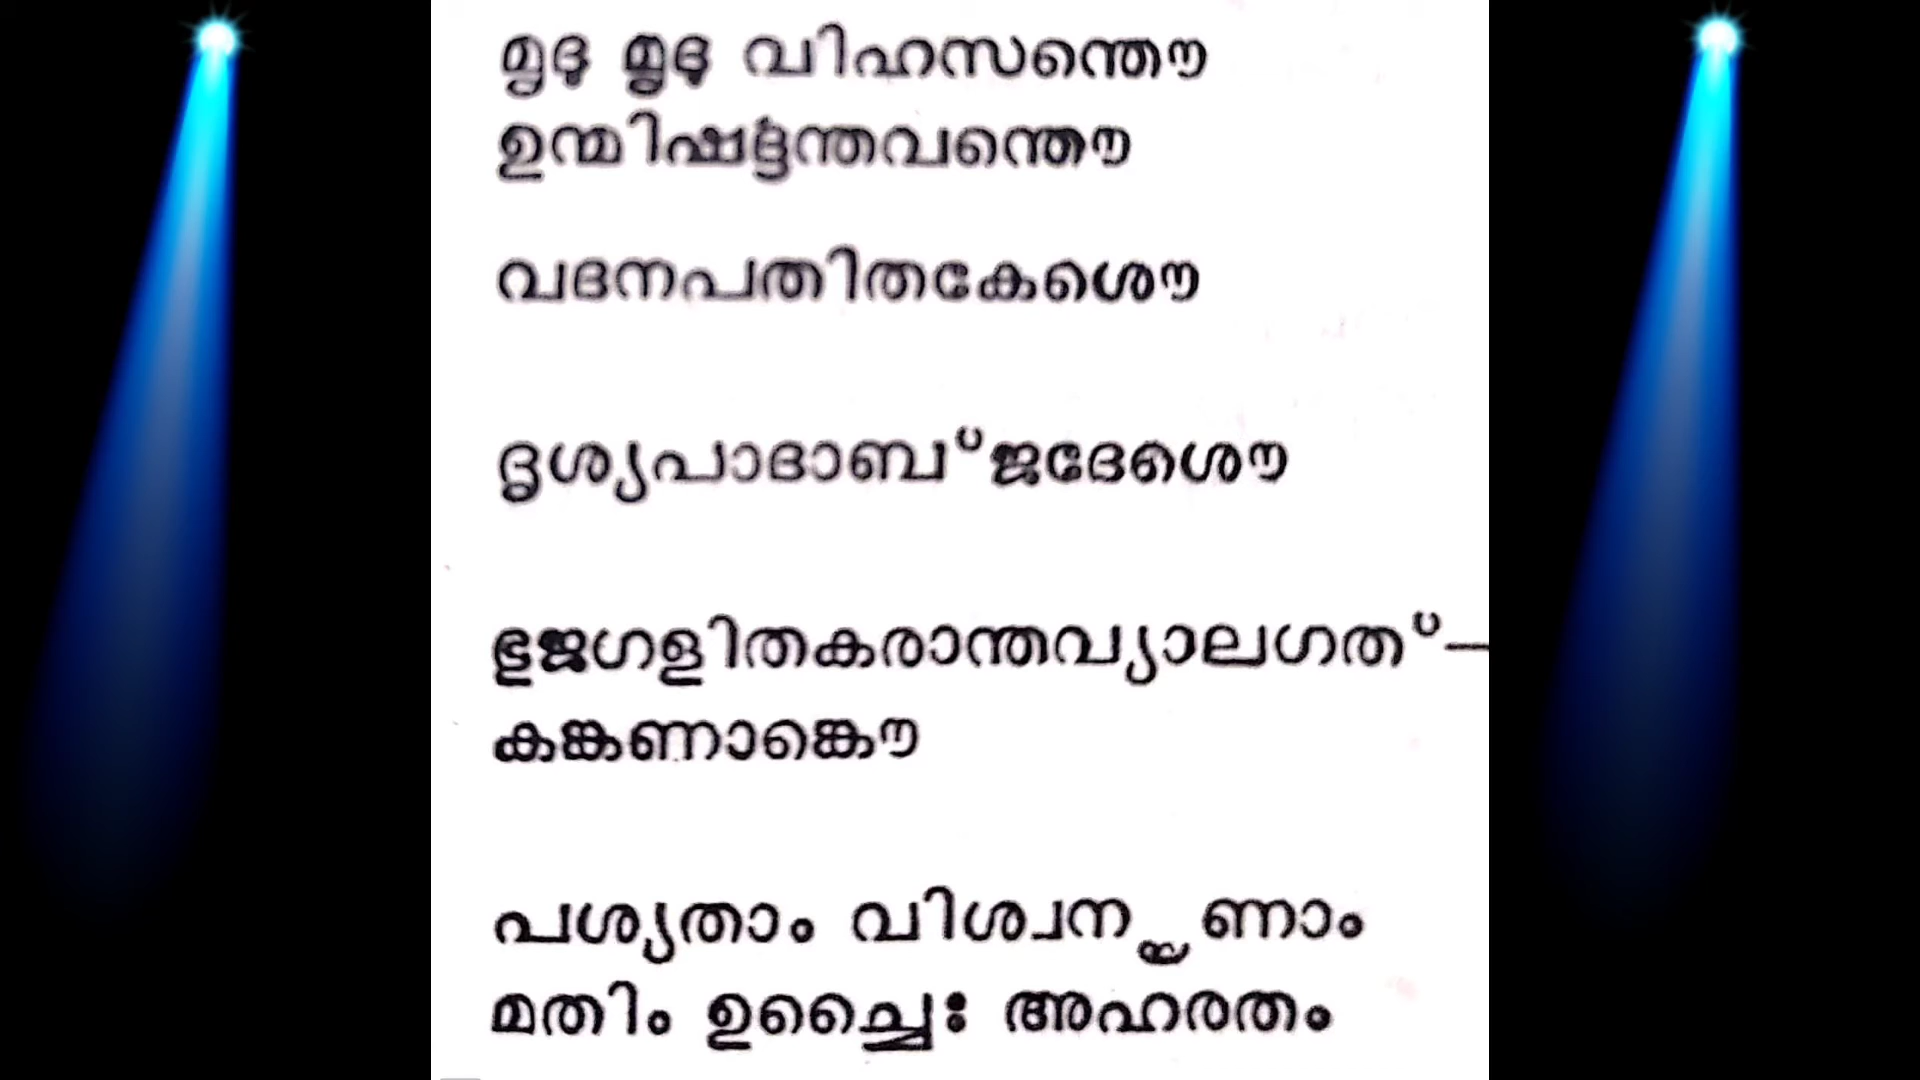 മൃദു മൃദു വിഹസന്തൌ
ഉന്മിഷദ്ദന്തവന്തൌ
വദനപതിതകേശൌ
ദൃശ്യപാദാബ്ജദേശൌ
ഭുജഗളിതകരാന്തവ്യാലഗത്–
കങ്കണാങ്കൌ
പശ്യതാം വിശ്വനൄണാം
മതിം ഉച്ചൈഃ അഹരതം